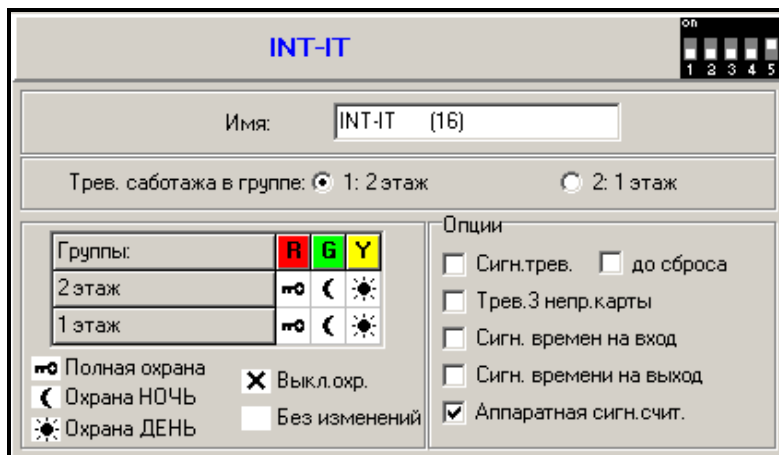 INT-IT
on
1 2 3 4 5
Имя: INT-IT (16)
Трев. саботажа в группе: 1: 2 этаж 2: 1 этаж
Группы: R G Y
2 этаж
1 этаж
Полная охрана
Охрана НОЧЬ
Охрана ДЕНЬ
Выкл.охр.
Без изменений
Опции
Сигн.трев. до сброса
Трев.3 непр.карты
Сигн. времен на вход
Сигн. времени на выход
Аппаратная сигн.счит.